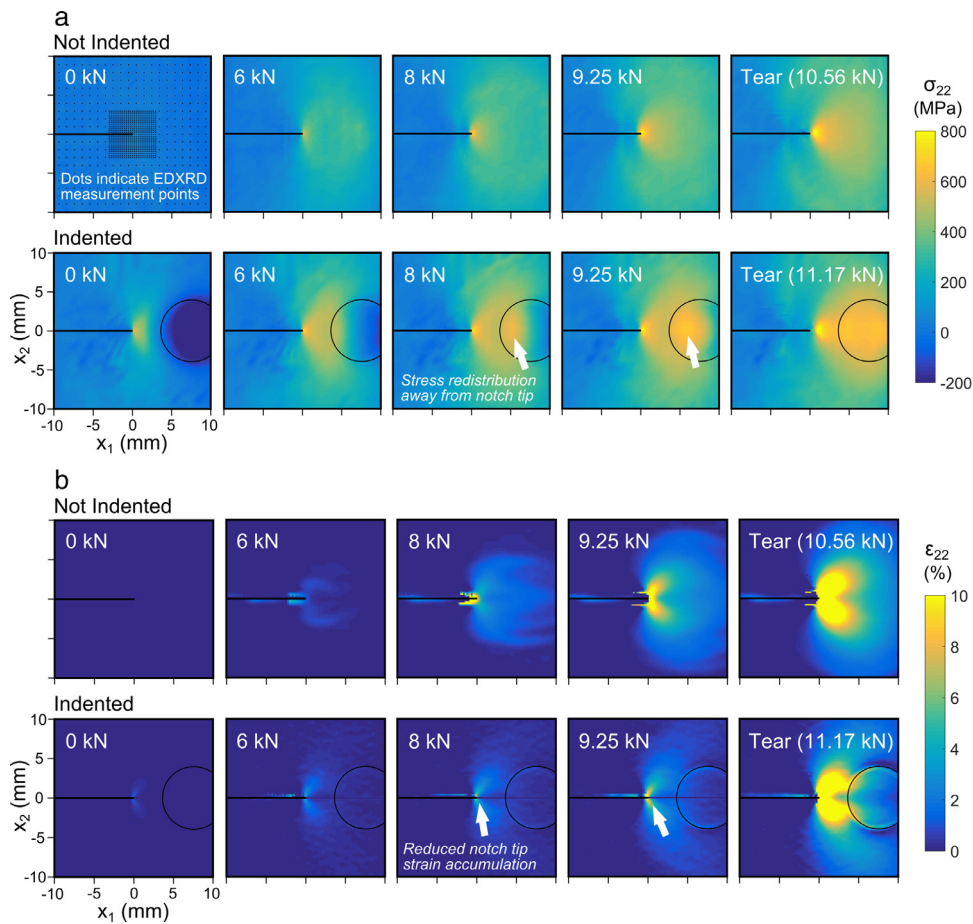 a
Not Indented
0 kN
6 kN
8 kN
9.25 kN
Tear (10.56 kN)
Dots indicate EDXRD
measurement points
σ22
(MPa)
800
600
400
200
0
-200
Indented
0 kN
6 kN
8 kN
9.25 kN
Tear (11.17 kN)
Stress redistribution
away from notch tip
10
5
0
-5
-10
x2 (mm)
-10
-5
0
5
10
x1 (mm)
b
Not Indented
0 kN
6 kN
8 kN
9.25 kN
Tear (10.56 kN)
ε22
(%)
10
8
6
4
2
0
Indented
0 kN
6 kN
8 kN
9.25 kN
Tear (11.17 kN)
Reduced notch tip
strain accumulation
10
5
0
-5
-10
x2 (mm)
-10
-5
0
5
10
x1 (mm)